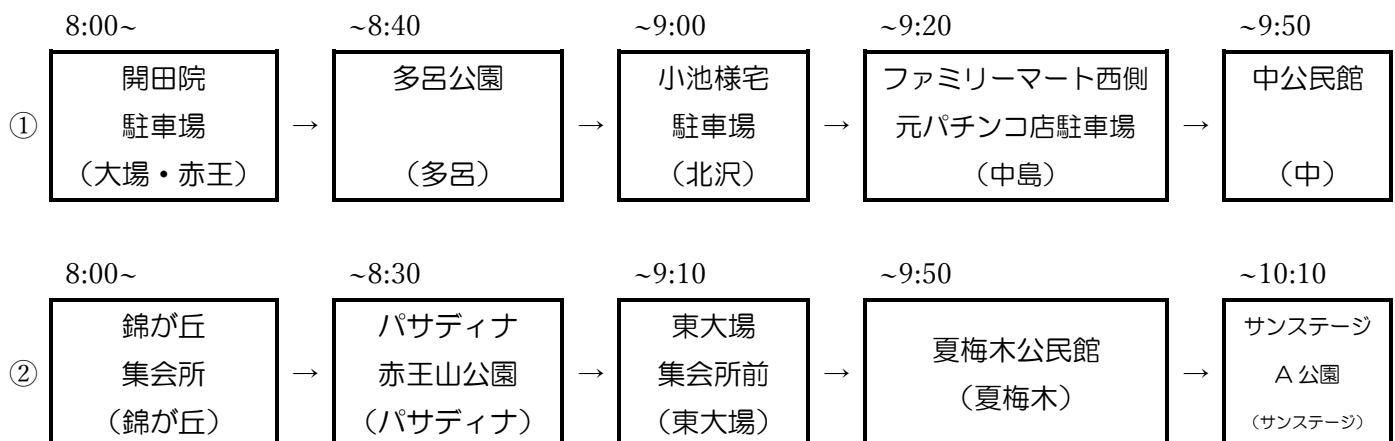 8:00~ ~8:40 ~9:00 ~9:20 ~9:50
開田院 多呂公園 小池様宅 ファミリーマート西側 中公民館
① 駐車場 → → 駐車場 → 元パチンコ店駐車場 →
（大場・赤王） （多呂） （北沢） （中島） （中）
8:00~ ~8:30 ~9:10 ~9:50 ~10:10
錦が丘 パサディナ 東大場 夏梅木公民館 サンステージ
② 集会所 → 赤王山公園 → 集会所前 → → A 公園
（錦が丘） （パサディナ） （東大場） （夏梅木） （サンステージ）